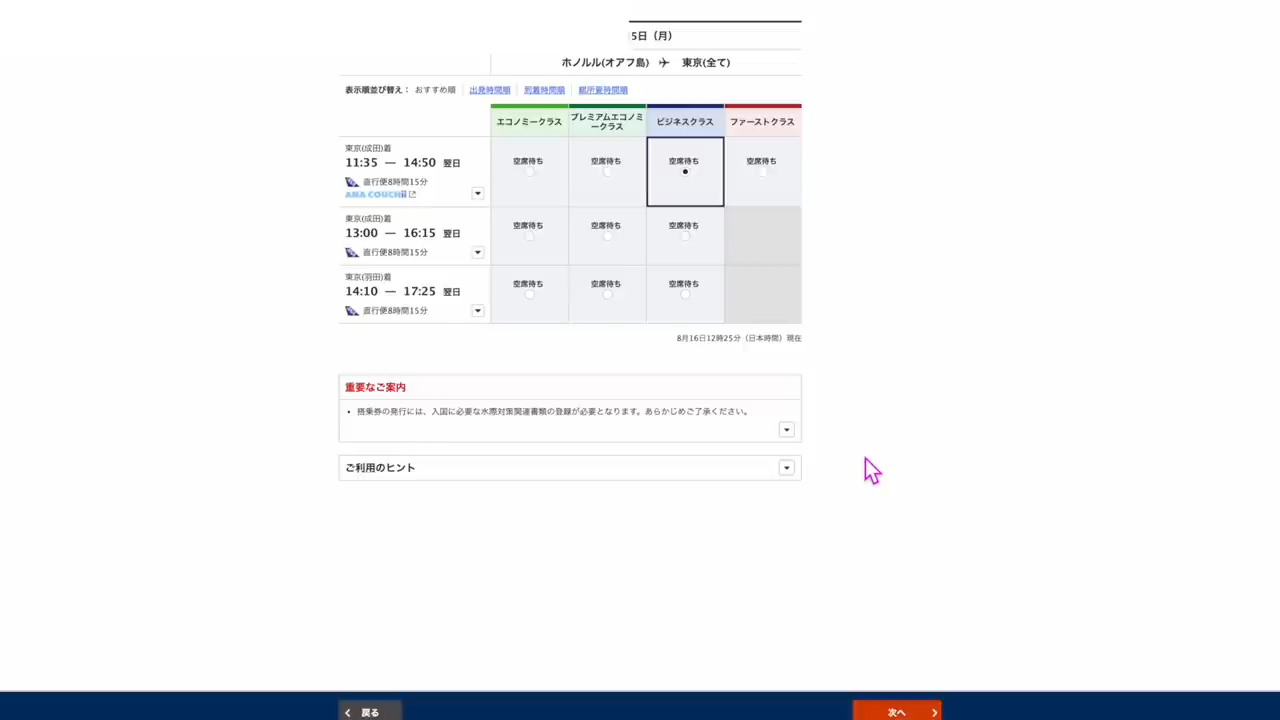 5日（月）
ホノルル(オアフ島) ✈ 東京(全て)
表示順並び替え： おすすめ順 出発時間順 到着時間順 総所要時間順
エコノミークラス プレミアムエコノミークラス ビジネスクラス ファーストクラス
東京(成田)着
11:35 — 14:50 翌日
直行便8時間15分
ANA COUCHii
空席待ち 空席待ち 空席待ち 空席待ち
東京(成田)着
13:00 — 16:15 翌日
直行便8時間15分
空席待ち 空席待ち 空席待ち
東京(羽田)着
14:10 — 17:25 翌日
直行便8時間15分
空席待ち 空席待ち 空席待ち
8月16日12時25分（日本時間）現在
重要なご案内
• 搭乗券の発行には、入国に必要な水際対策関連書類の登録が必要となります。あらかじめご了承ください。
ご利用のヒント
戻る
次へ